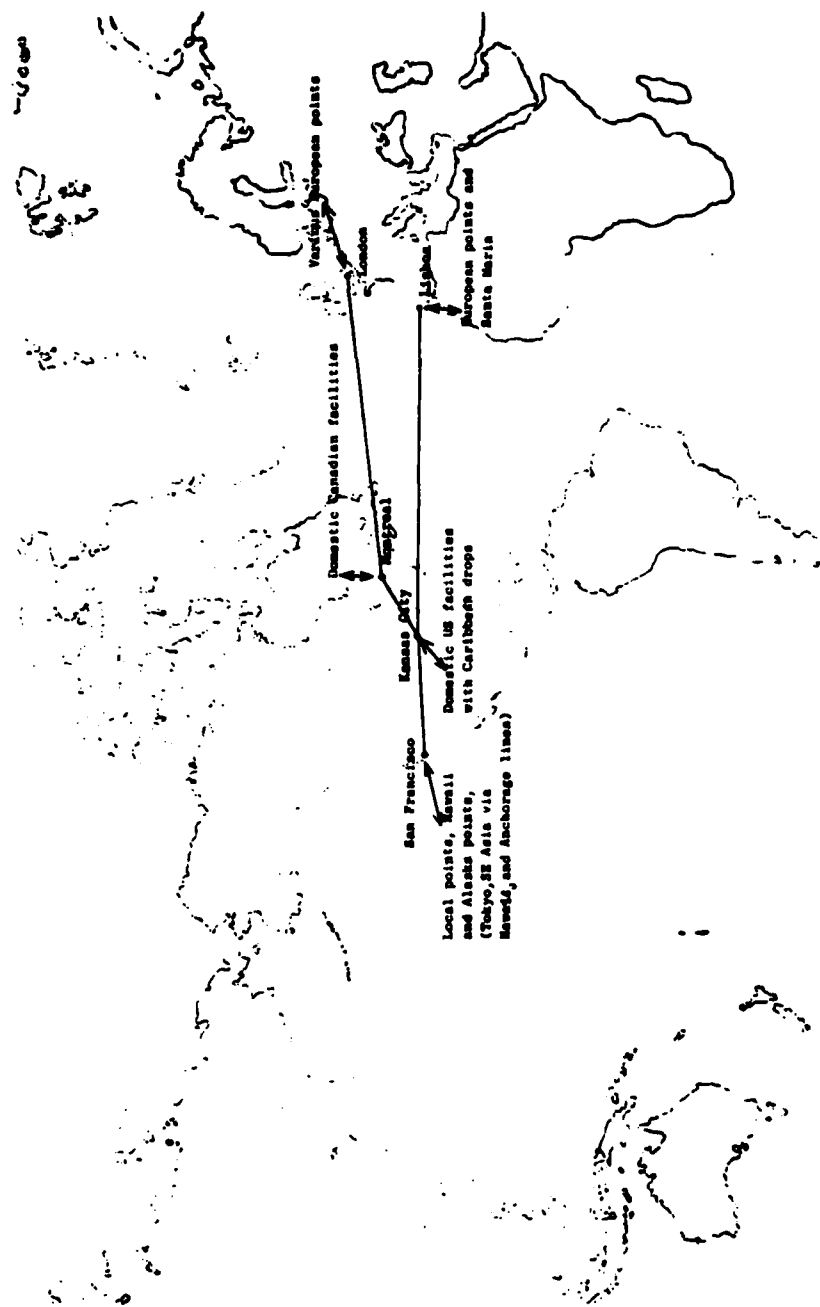 Various European points
London
Domestic Canadian facilities
Montreal
Lisbon
European points and
Santa Maria
Kansas City
Domestic US facilities
with Caribbean drops
San Francisco
Local points, Hawaii
and Alaska points,
(Tokyo,SE Asia via
Hawaii,and Anchorage lines)